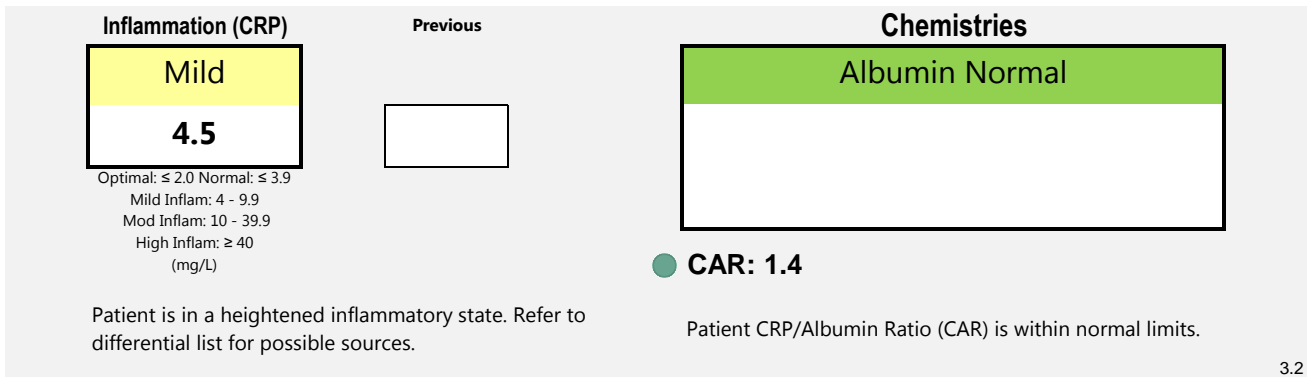 Inflammation (CRP)
Previous
Mild
4.5
Optimal: ≤ 2.0 Normal: ≤ 3.9
Mild Inflam: 4 - 9.9
Mod Inflam: 10 - 39.9
High Inflam: ≥ 40
(mg/L)
Patient is in a heightened inflammatory state. Refer to
differential list for possible sources.
Chemistries
Albumin Normal
CAR: 1.4
Patient CRP/Albumin Ratio (CAR) is within normal limits.
3.2